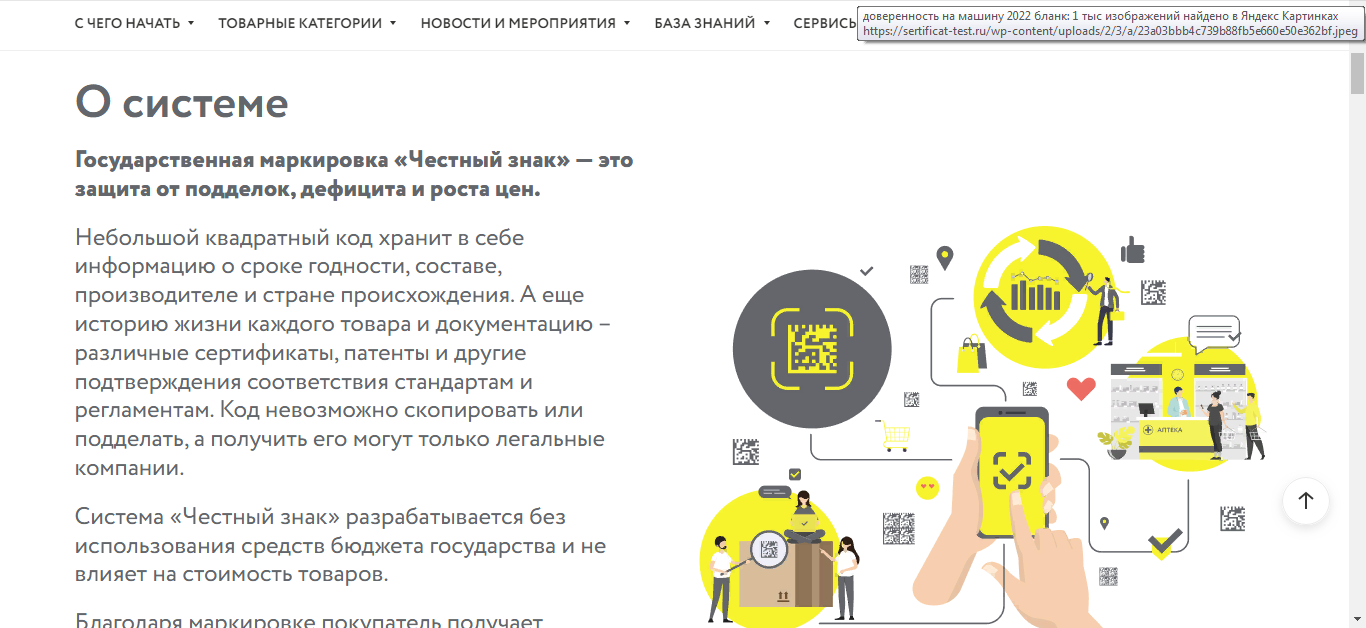 С ЧЕГО НАЧАТЬ ТОВАРНЫЕ КАТЕГОРИИ НОВОСТИ И МЕРОПРИЯТИЯ БАЗА ЗНАНИЙ СЕРВИСЫ
доверенность на машину 2022 бланк: 1 тыс изображений найдено в Яндекс Картинках
https://sertificat-test.ru/wp-content/uploads/2/3/a/23a03bbb4c739b88fb5e660e50e362bf.jpeg
О системе
Государственная маркировка «Честный знак» — это
защита от подделок, дефицита и роста цен.
Небольшой квадратный код хранит в себе
информацию о сроке годности, составе,
производителе и стране происхождения. А еще
историю жизни каждого товара и документацию –
различные сертификаты, патенты и другие
подтверждения соответствия стандартам и
регламентам. Код невозможно скопировать или
подделать, а получить его могут только легальные
компании.
Система «Честный знак» разрабатывается без
использования средств бюджета государства и не
влияет на стоимость товаров.
Благодаря маркировке покупатель получает
АПТЕКА